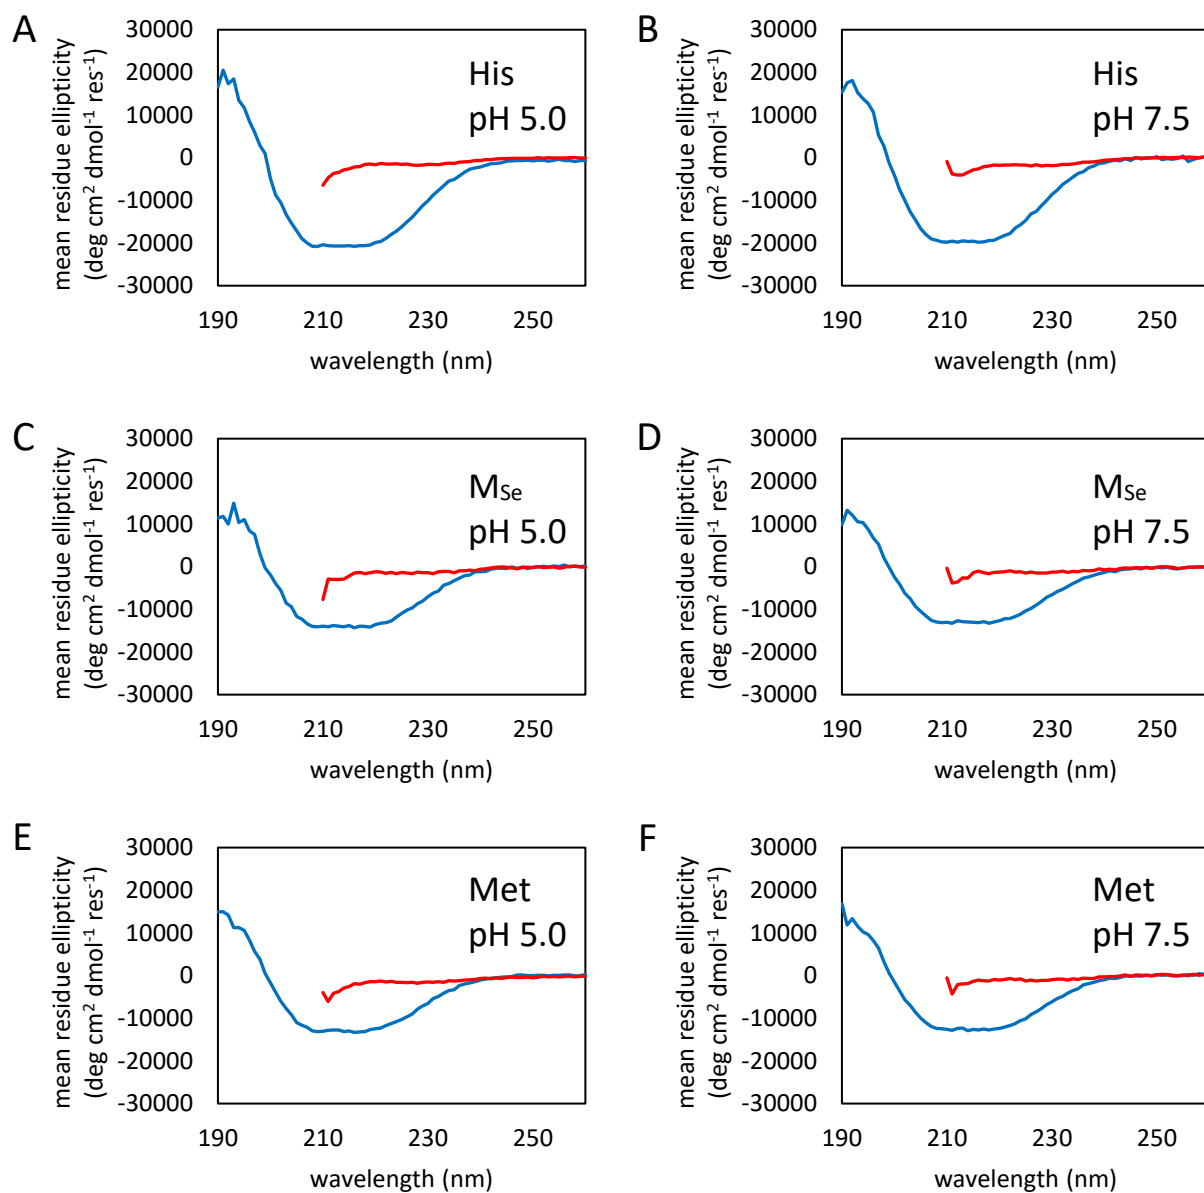 A
mean residue ellipticity
(deg cm² dmol⁻¹ res⁻¹)
30000
20000
10000
0
-10000
-20000
-30000
His
pH 5.0
190 210 230 250
wavelength (nm)
B
mean residue ellipticity
(deg cm² dmol⁻¹ res⁻¹)
30000
20000
10000
0
-10000
-20000
-30000
His
pH 7.5
190 210 230 250
wavelength (nm)
C
mean residue ellipticity
(deg cm² dmol⁻¹ res⁻¹)
30000
20000
10000
0
-10000
-20000
-30000
MSe
pH 5.0
190 210 230 250
wavelength (nm)
D
mean residue ellipticity
(deg cm² dmol⁻¹ res⁻¹)
30000
20000
10000
0
-10000
-20000
-30000
MSe
pH 7.5
190 210 230 250
wavelength (nm)
E
mean residue ellipticity
(deg cm² dmol⁻¹ res⁻¹)
30000
20000
10000
0
-10000
-20000
-30000
Met
pH 5.0
190 210 230 250
wavelength (nm)
F
mean residue ellipticity
(deg cm² dmol⁻¹ res⁻¹)
30000
20000
10000
0
-10000
-20000
-30000
Met
pH 7.5
190 210 230 250
wavelength (nm)